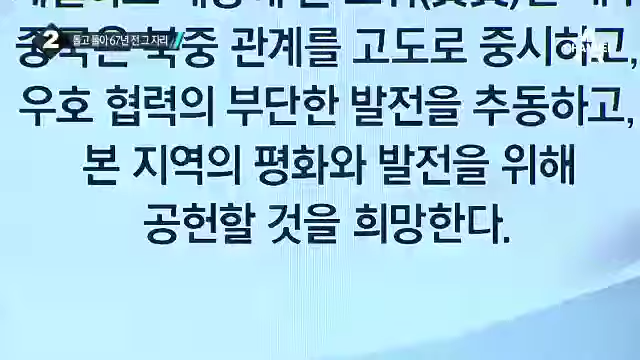 2 돌고 돌아 67년 전 그 자리
CHANNEL A
중국은 북중 관계를 고도로 중시하고,
우호 협력의 부단한 발전을 추동하고,
본 지역의 평화와 발전을 위해
공헌할 것을 희망한다.